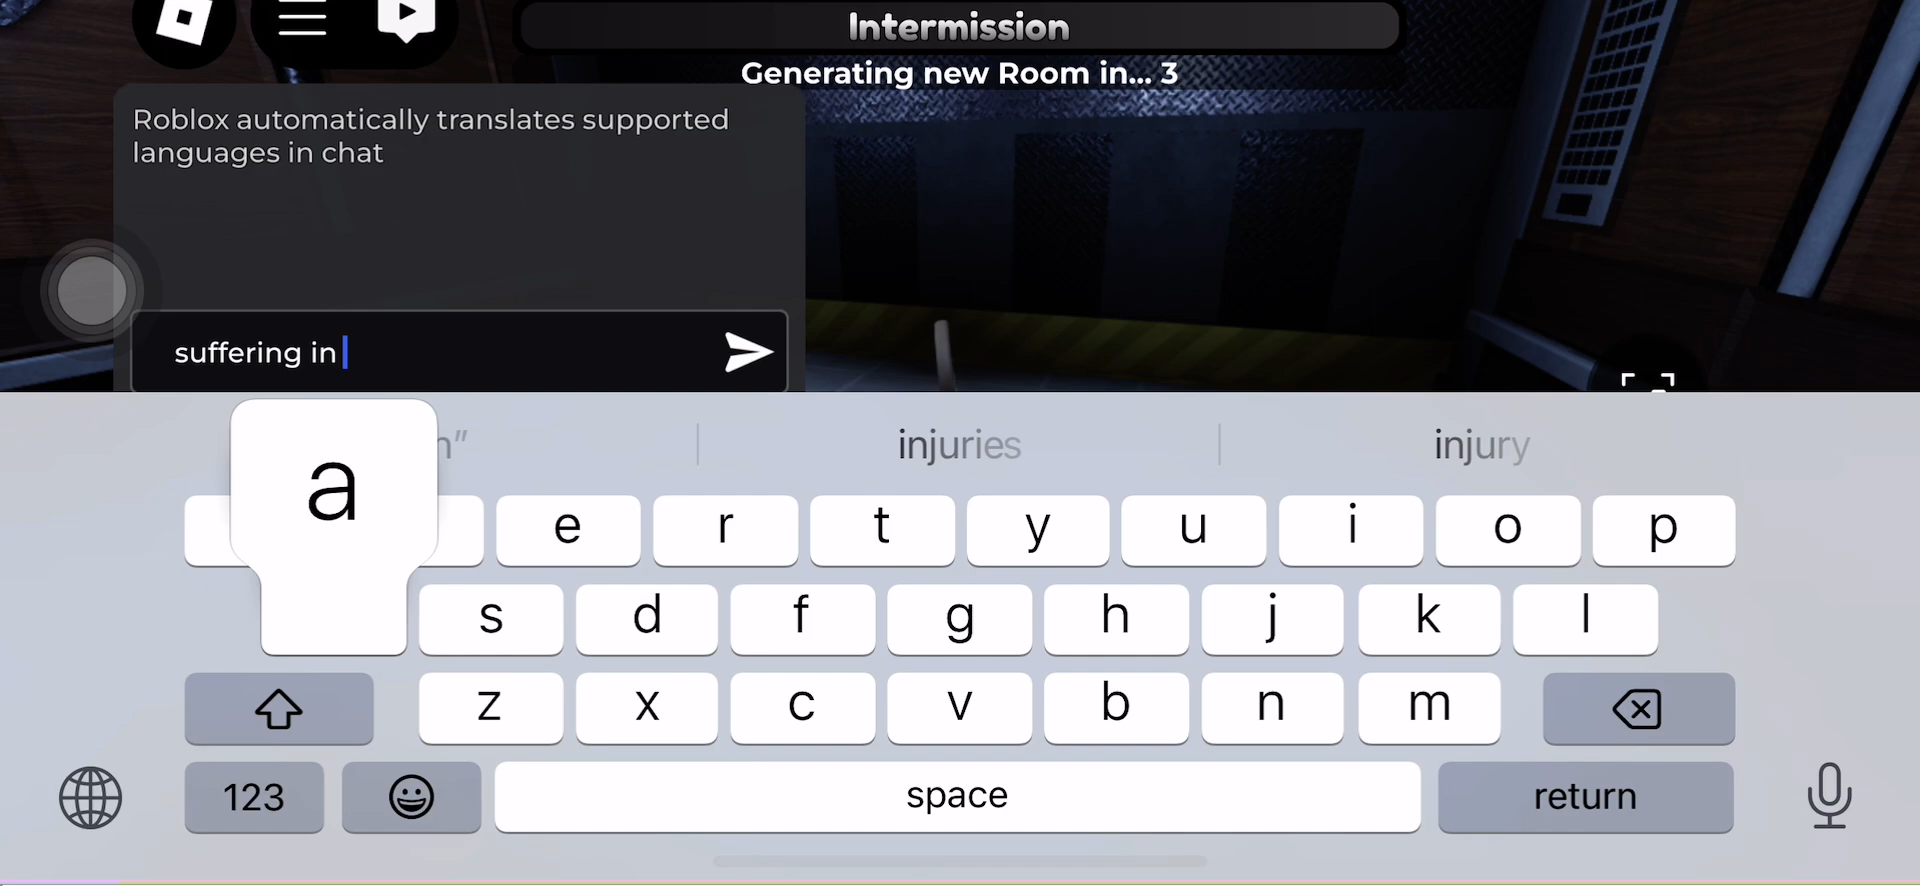 Intermission
Generating new Room in... 3
Roblox automatically translates supported
languages in chat
suffering in
injuries
injury
a
e r t y u i o p
s d f g h j k l
z x c v b n m
123
space
return